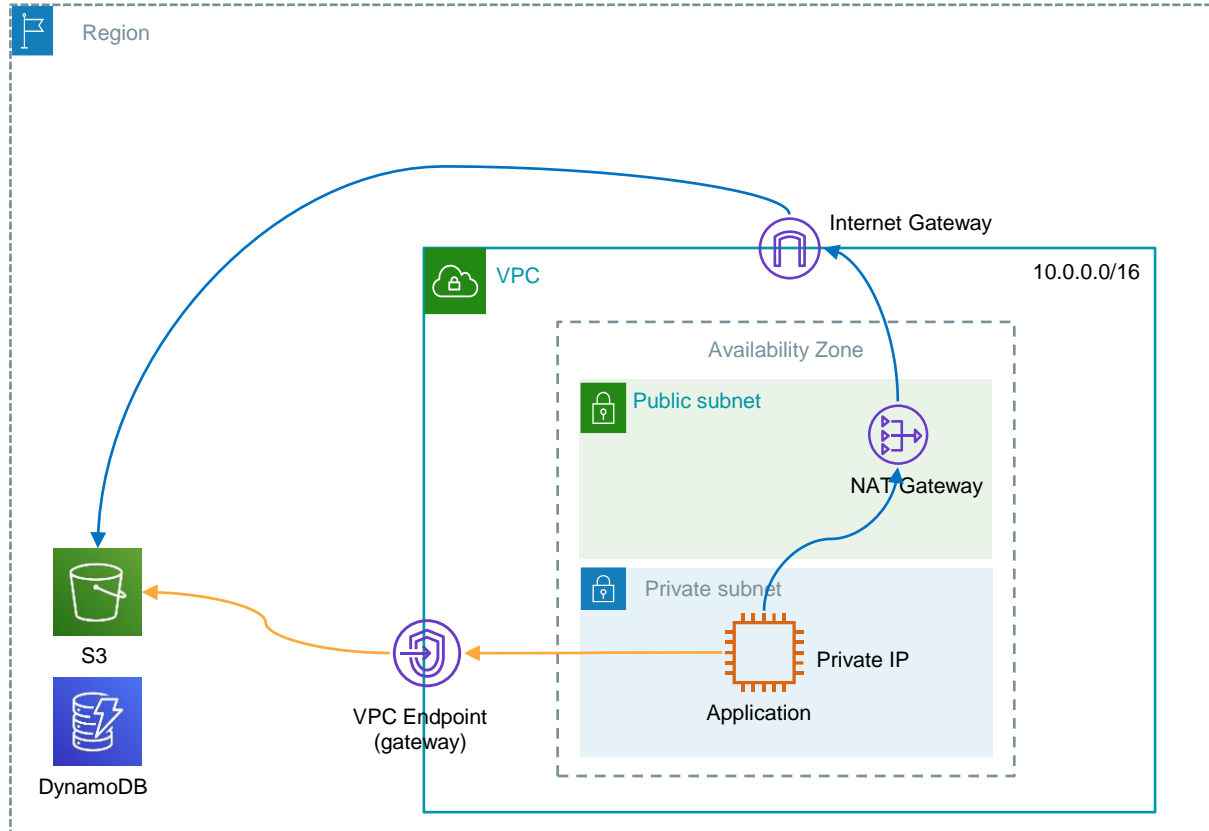 Region
Internet Gateway
VPC
10.0.0.0/16
Availability Zone
Public subnet
NAT Gateway
Private subnet
S3
Private IP
VPC Endpoint
(gateway)
Application
DynamoDB